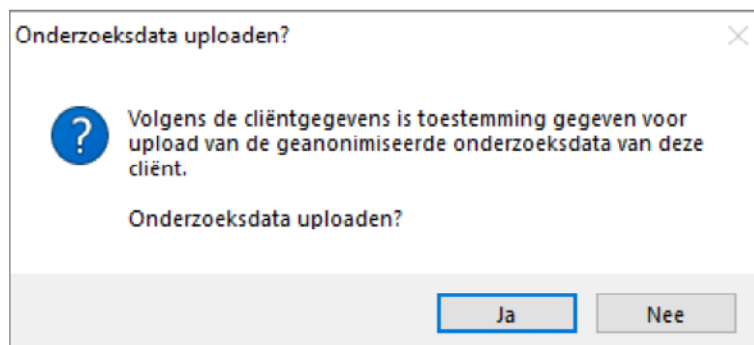 Onderzoeksdata uploaden?
Volgens de cliëntgegevens is toestemming gegeven voor
upload van de geanonimiseerde onderzoeksdata van deze
cliënt.
Onderzoeksdata uploaden?
Ja
Nee